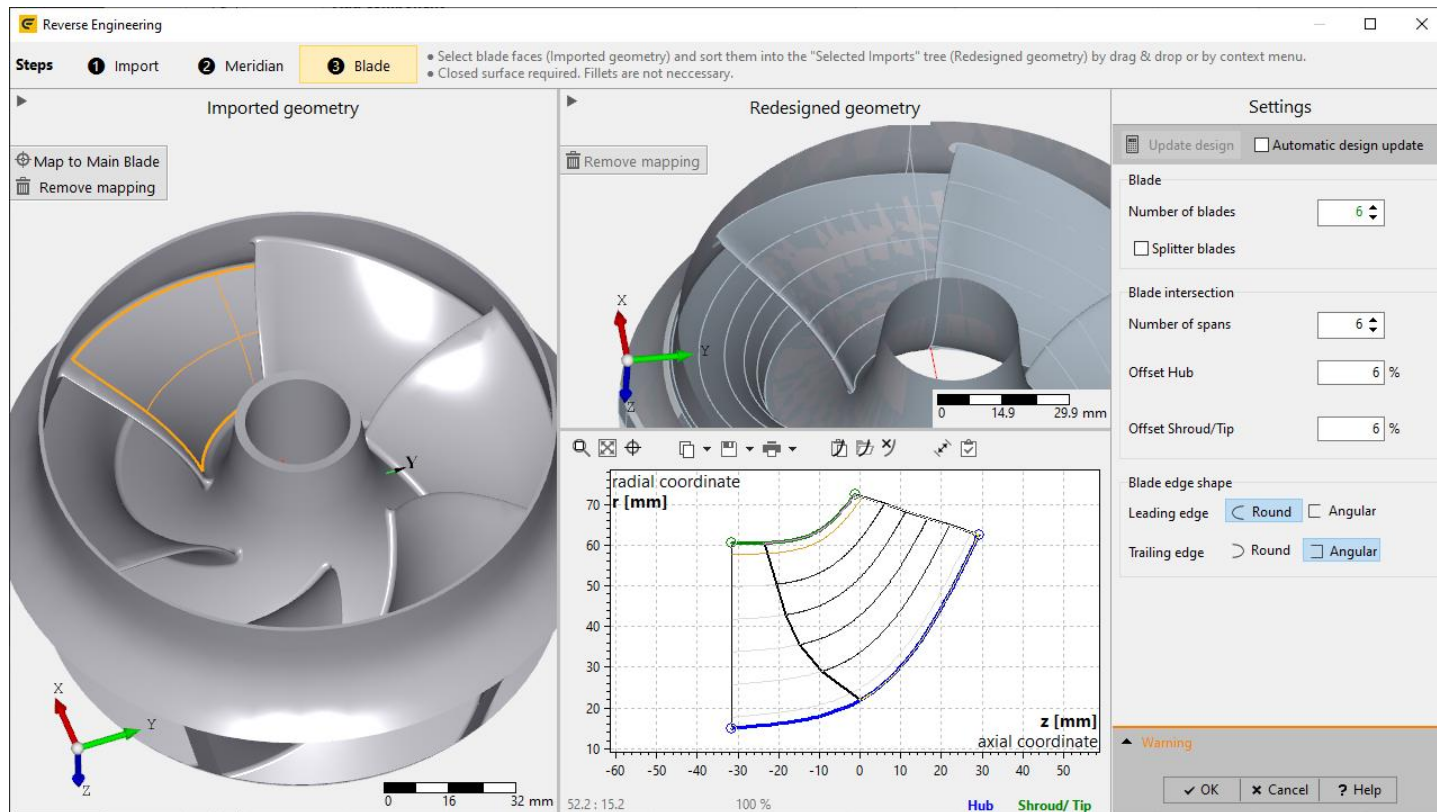 Reverse Engineering
Steps
1 Import
2 Meridian
3 Blade
● Select blade faces (Imported geometry) and sort them into the "Selected Imports" tree (Redesigned geometry) by drag & drop or by context menu.
● Closed surface required. Fillets are not neccessary.
Imported geometry
Map to Main Blade
Remove mapping
Y
X
Y
Z
0 16 32 mm
Redesigned geometry
Remove mapping
X
Y
Z
0 14.9 29.9 mm
radial coordinate
r [mm]
70
60
50
40
30
20
10
z [mm]
axial coordinate
-60 -50 -40 -30 -20 -10 0 10 20 30 40 50
52.2 : 15.2 100 % Hub Shroud/ Tip
Settings
Update design Automatic design update
Blade
Number of blades 6
Splitter blades
Blade intersection
Number of spans 6
Offset Hub 6 %
Offset Shroud/Tip 6 %
Blade edge shape
Leading edge Round Angular
Trailing edge Round Angular
Warning
OK Cancel ? Help